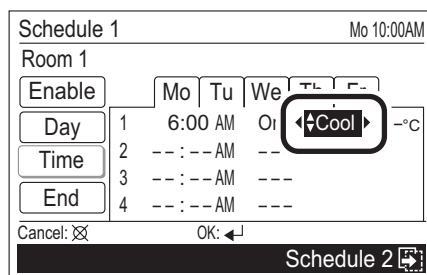 Schedule 1 Mo 10:00AM
Room 1
Enable Mo Tu We
Day 1 6:00 AM Cool –°C
Time 2 --:--AM --
3 --:--AM ---
End 4 --:--AM ---
Cancel: OK:
Schedule 2